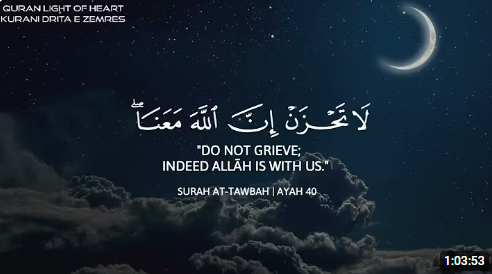 QURAN LIGHT OF HEART
KURANI DRITA E ZEMRES
لَا تَحْزَنْ إِنَّ ٱللَّهَ مَعَنَاۖ
"DO NOT GRIEVE;
INDEED ALLĀH IS WITH US."
SURAH AT-TAWBAH | AYAH 40
1:03:53